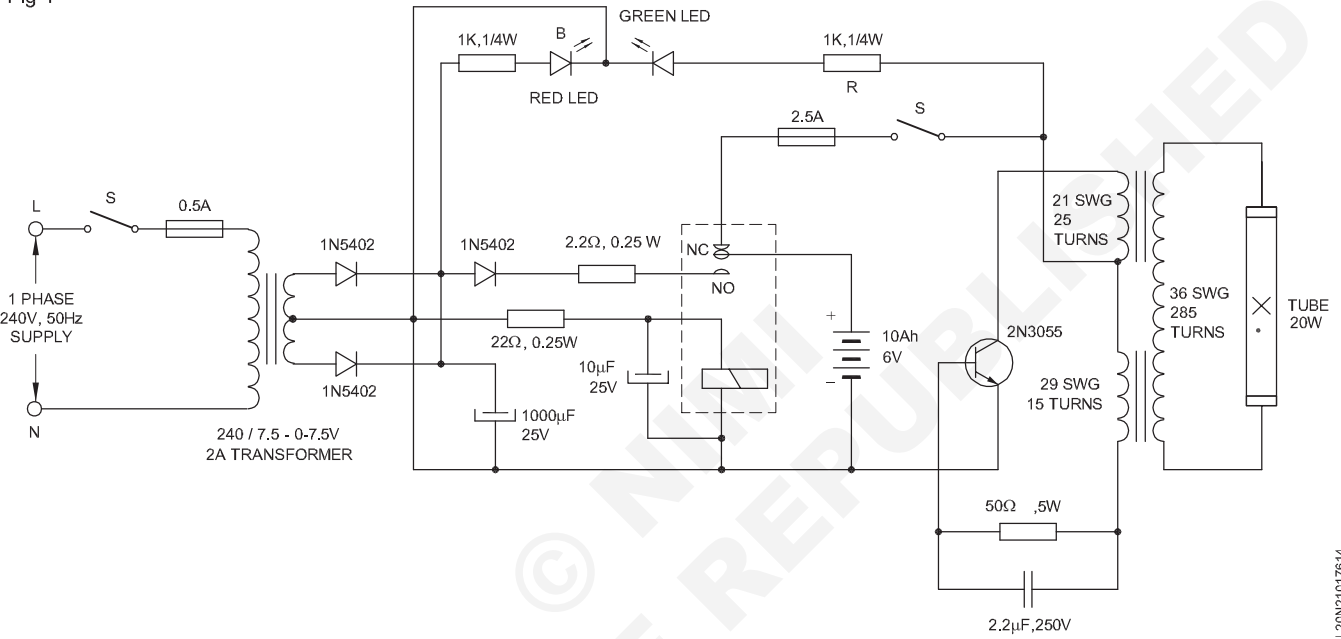 Fig 1
GREEN LED
1K,1/4W
B
1K,1/4W
RED LED
R
2.5A
S
L
S
0.5A
1N5402
1N5402
2.2Ω, 0.25 W
NC
NO
21 SWG
25
TURNS
1 PHASE
240V, 50Hz
SUPPLY
36 SWG
285
TURNS
TUBE
20W
+
10Ah
6V
–
2N3055
22Ω, 0.25W
10µF
25V
1N5402
29 SWG
15 TURNS
1000µF
25V
N
240 / 7.5 - 0-7.5V
2A TRANSFORMER
50Ω ,5W
2.2µF,250V
© NIMI
BE REPUBLISHED